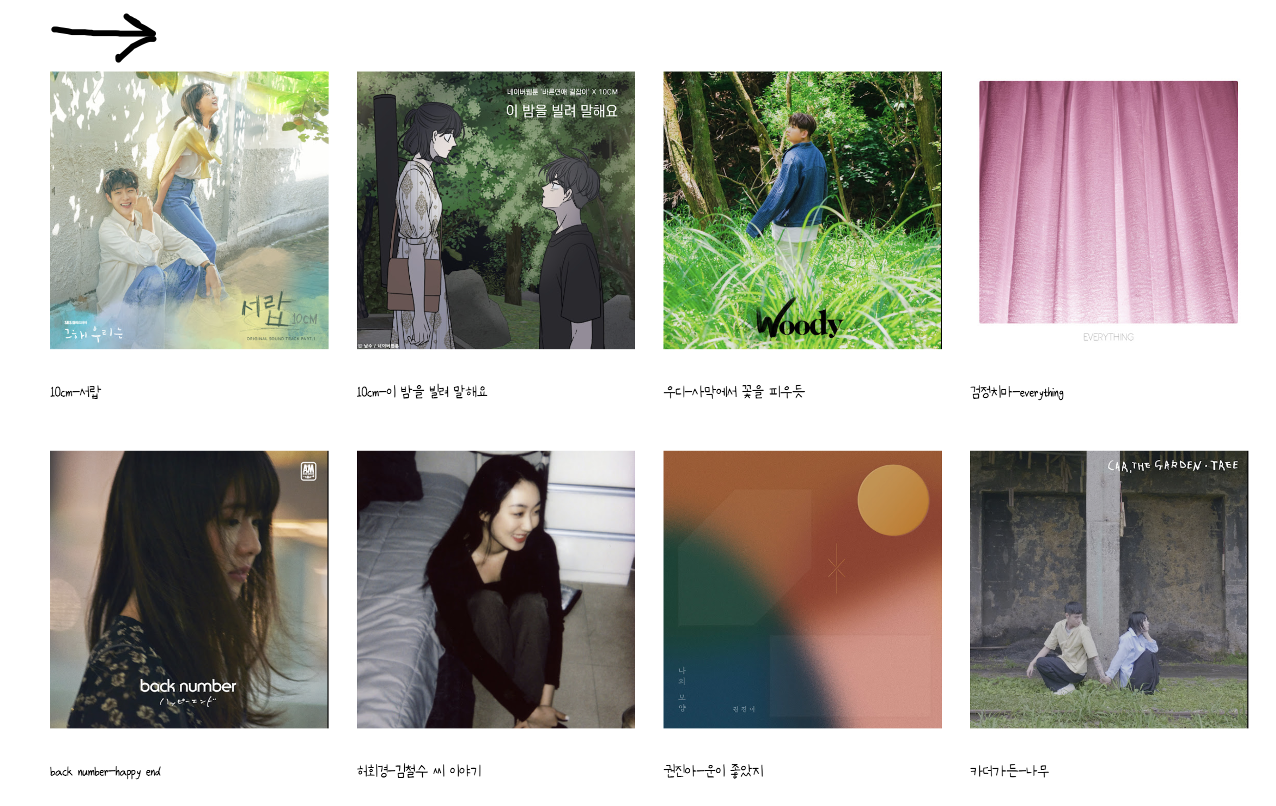 네이버웹툰 '바른연애 길잡이' X 10CM
이 밤을 빌려 말해요
서랍 10CM
그 해 우리는
ORIGINAL SOUND TRACK PART.1
Woody
EVERYTHING
10cm-서랍
10cm-이 밤을 빌려 말해요
우디-사막에서 꽃을 피우듯
검정치마-everything
AM
CAR, THE GARDEN · TREE
back number
ハッピーエンド
나의 모양
권진아
back number-happy end
허회경-김철수 씨 이야기
권진아-운이 좋았지
카더가든-나무